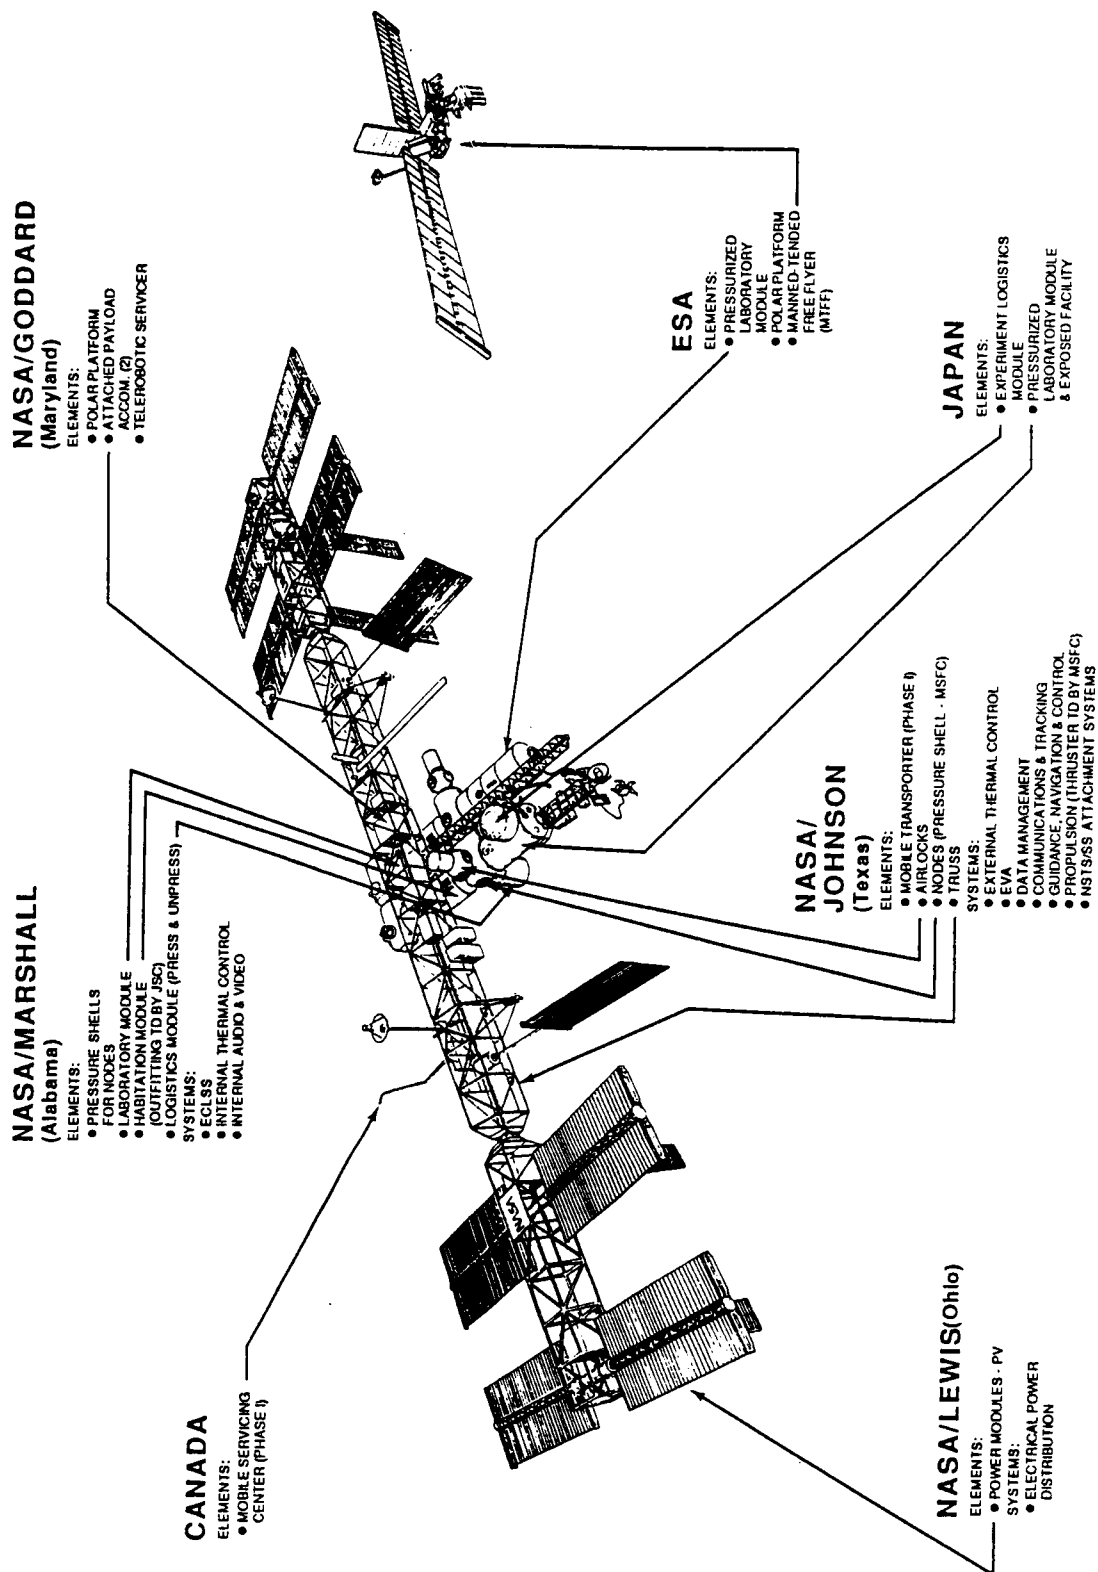 NASA/MARSHALL
(Alabama)
ELEMENTS:
● PRESSURE SHELLS
FOR NODES
● LABORATORY MODULE
● HABITATION MODULE
(OUTFITTING TD BY JSC)
● LOGISTICS MODULE (PRESS & UNPRESS)
SYSTEMS:
● ECLSS
● INTERNAL THERMAL CONTROL
● INTERNAL AUDIO & VIDEO
NASA/GODDARD
(Maryland)
ELEMENTS:
● POLAR PLATFORM
● ATTACHED PAYLOAD
ACCOM. (2)
● TELEROBOTIC SERVICER
CANADA
ELEMENTS:
● MOBILE SERVICING
CENTER (PHASE I)
NASA
ESA
ELEMENTS:
● PRESSURIZED
LABORATORY
MODULE
● POLAR PLATFORM
● MANNED-TENDED
FREE FLYER
(MTFF)
NASA/LEWIS(Ohio)
ELEMENTS:
● POWER MODULES - PV
SYSTEMS:
● ELECTRICAL POWER
DISTRIBUTION
NASA/
JOHNSON
(Texas)
ELEMENTS:
● MOBILE TRANSPORTER (PHASE I)
● AIRLOCKS
● NODES (PRESSURE SHELL - MSFC)
● TRUSS
SYSTEMS:
● EXTERNAL THERMAL CONTROL
● EVA
● DATA MANAGEMENT
● COMMUNICATIONS & TRACKING
● GUIDANCE, NAVIGATION & CONTROL
● PROPULSION (THRUSTER TD BY MSFC)
● NSTS/SS ATTACHMENT SYSTEMS
JAPAN
ELEMENTS:
● EXPERIMENT LOGISTICS
MODULE
● PRESSURIZED
LABORATORY MODULE
& EXPOSED FACILITY